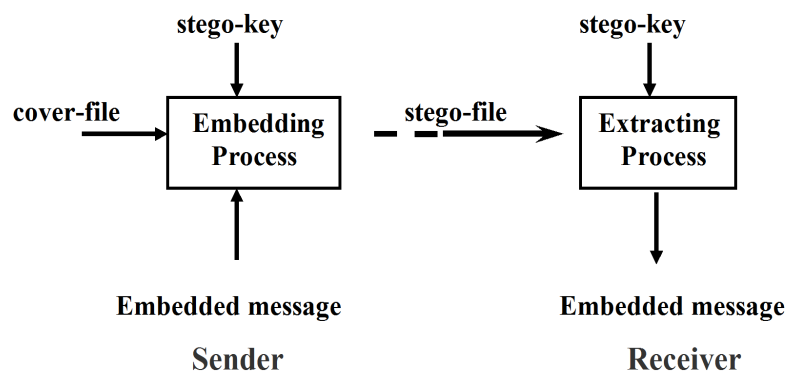 stego-key
stego-key
cover-file
stego-file
Embedding
Process
Extracting
Process
Embedded message
Embedded message
Sender
Receiver